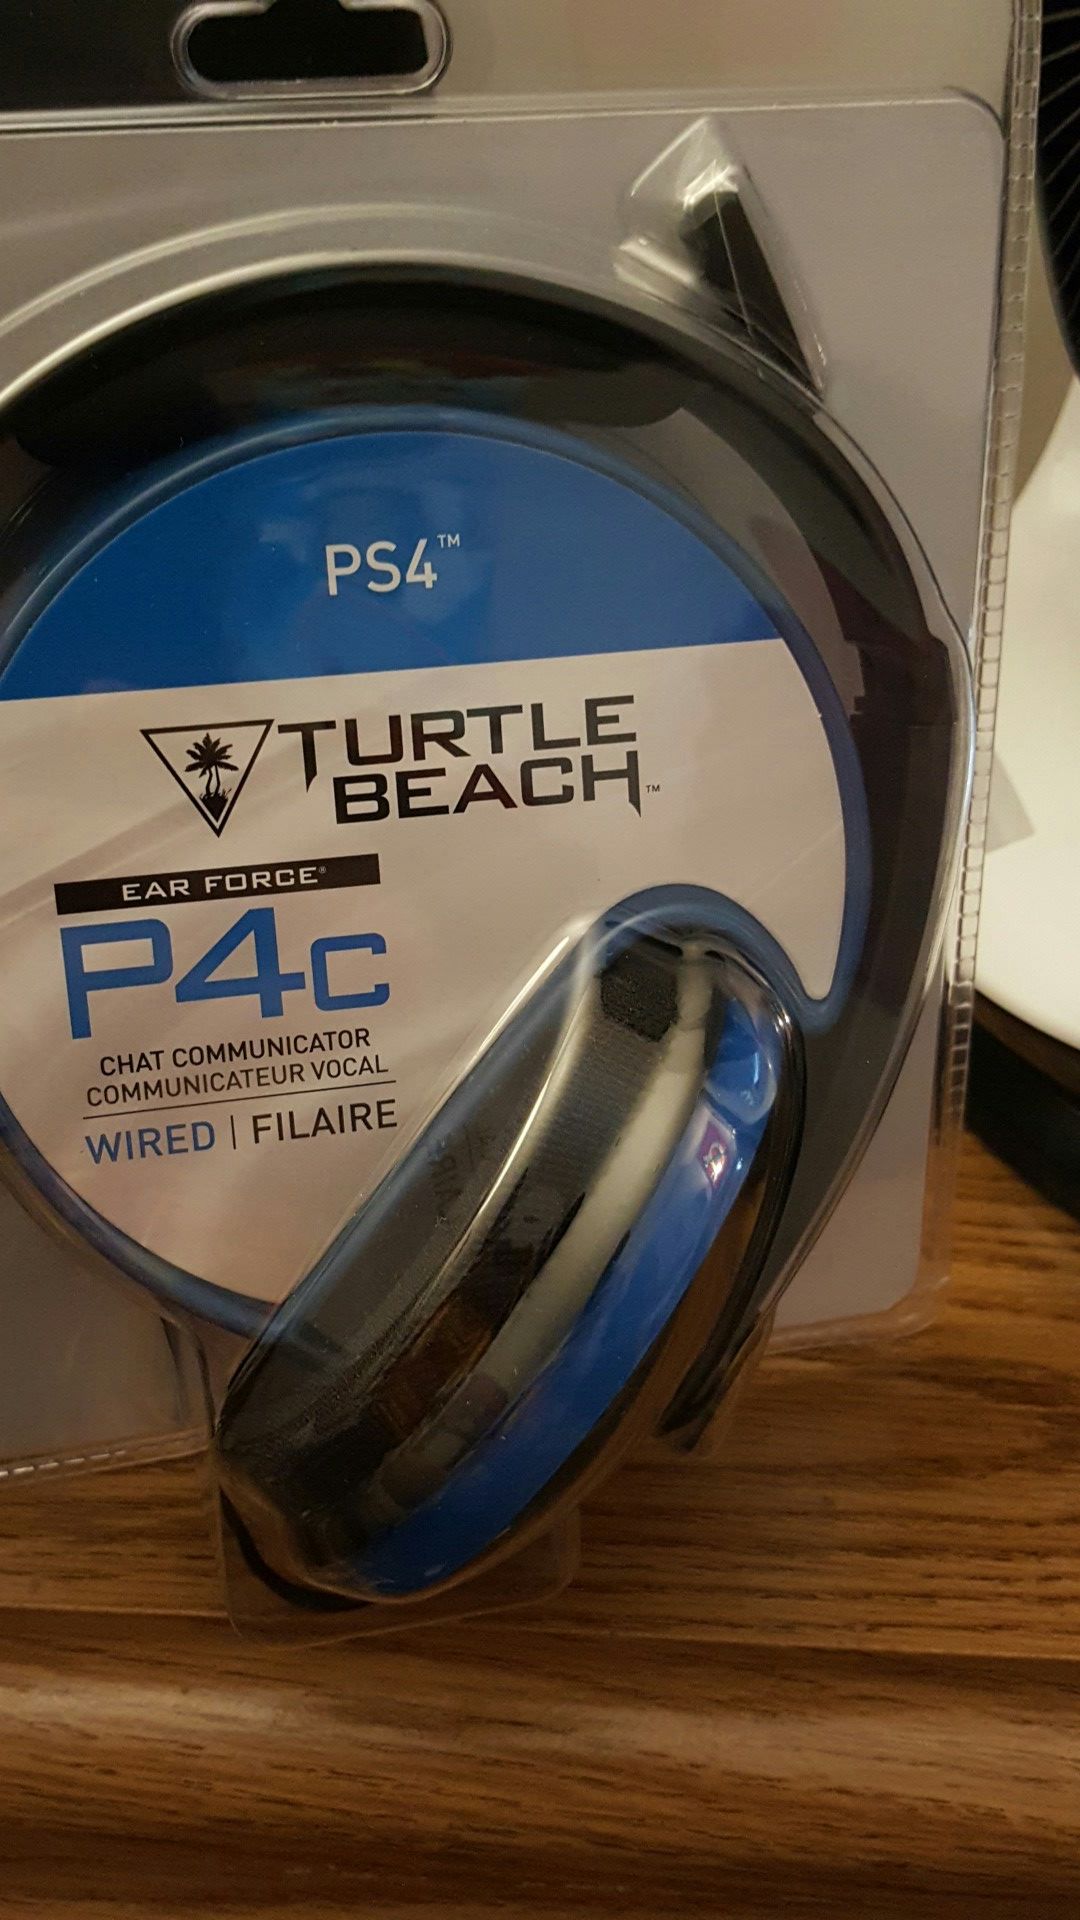 PS4™
TURTLE
BEACH™
EAR FORCE®
P4C
CHAT COMMUNICATOR
COMMUNICATEUR VOCAL
WIRED | FILAIRE